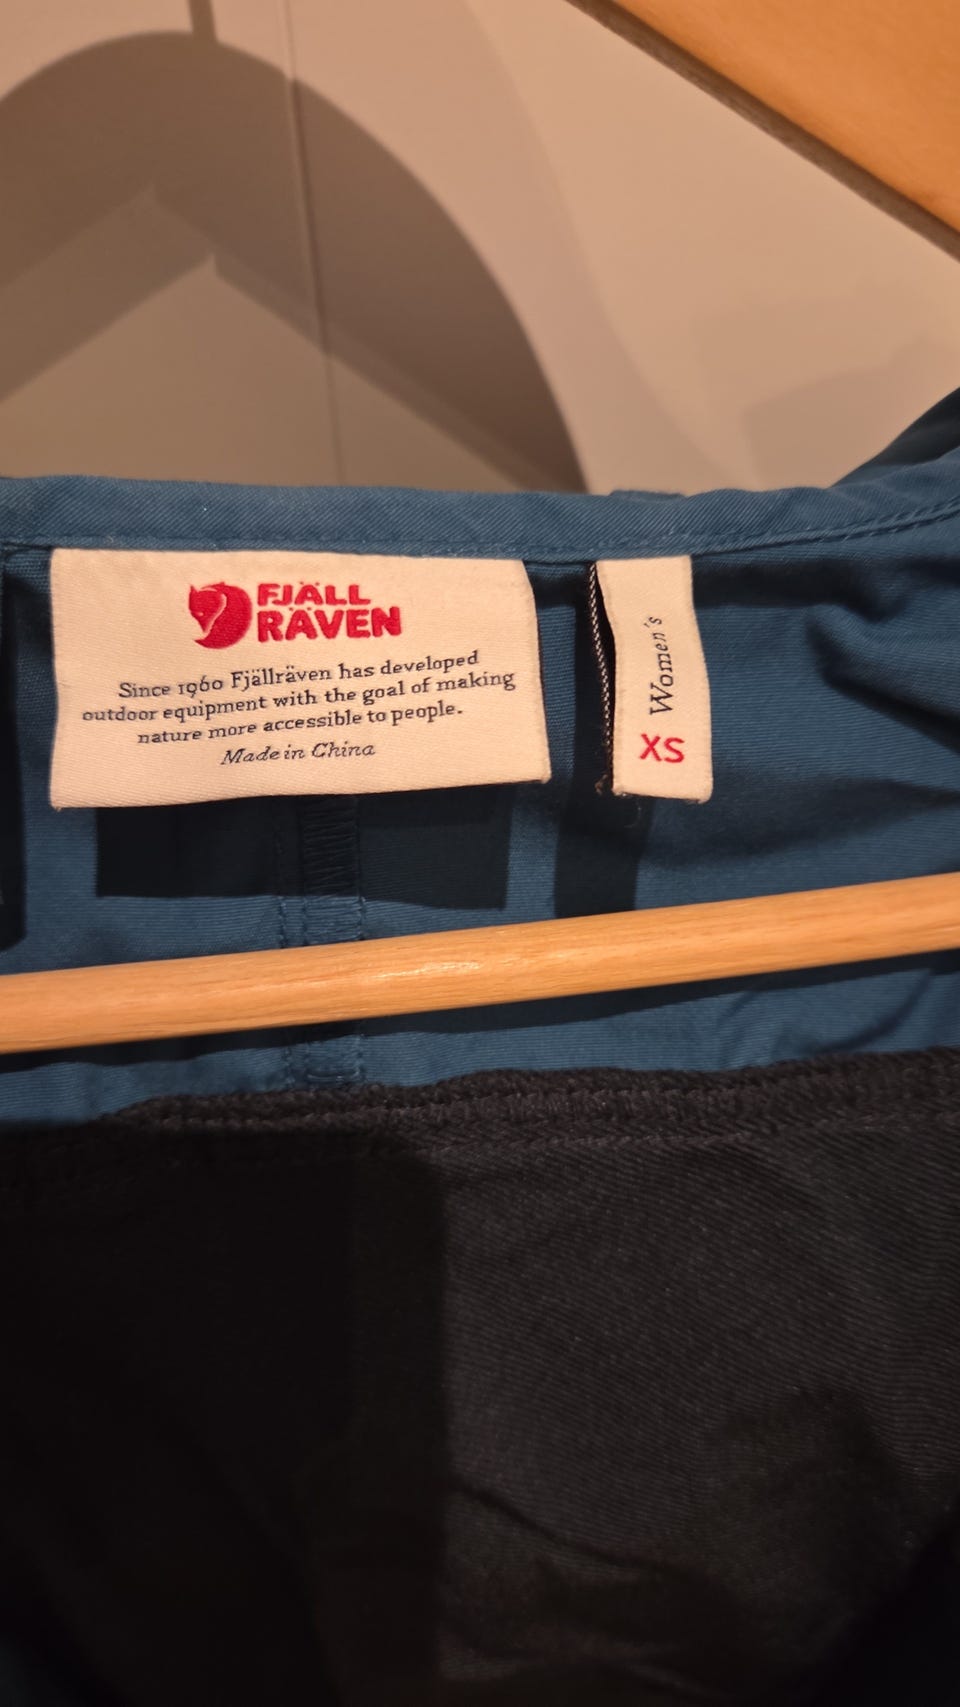 FJÄLL
RÄVEN
Since 1960 Fjällräven has developed
outdoor equipment with the goal of making
nature more accessible to people.
Made in China
Women's
XS